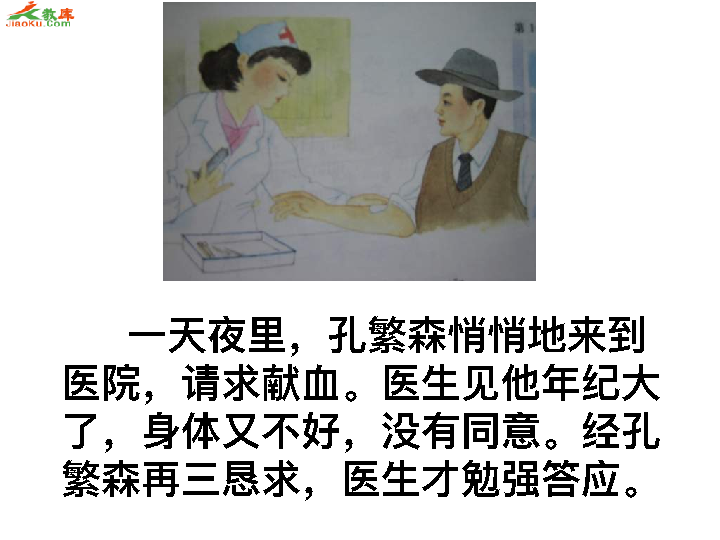 教库
JiaoKu.Com
第1
一天夜里，孔繁森悄悄地来到
医院，请求献血。医生见他年纪大
了，身体又不好，没有同意。经孔
繁森再三恳求，医生才勉强答应。